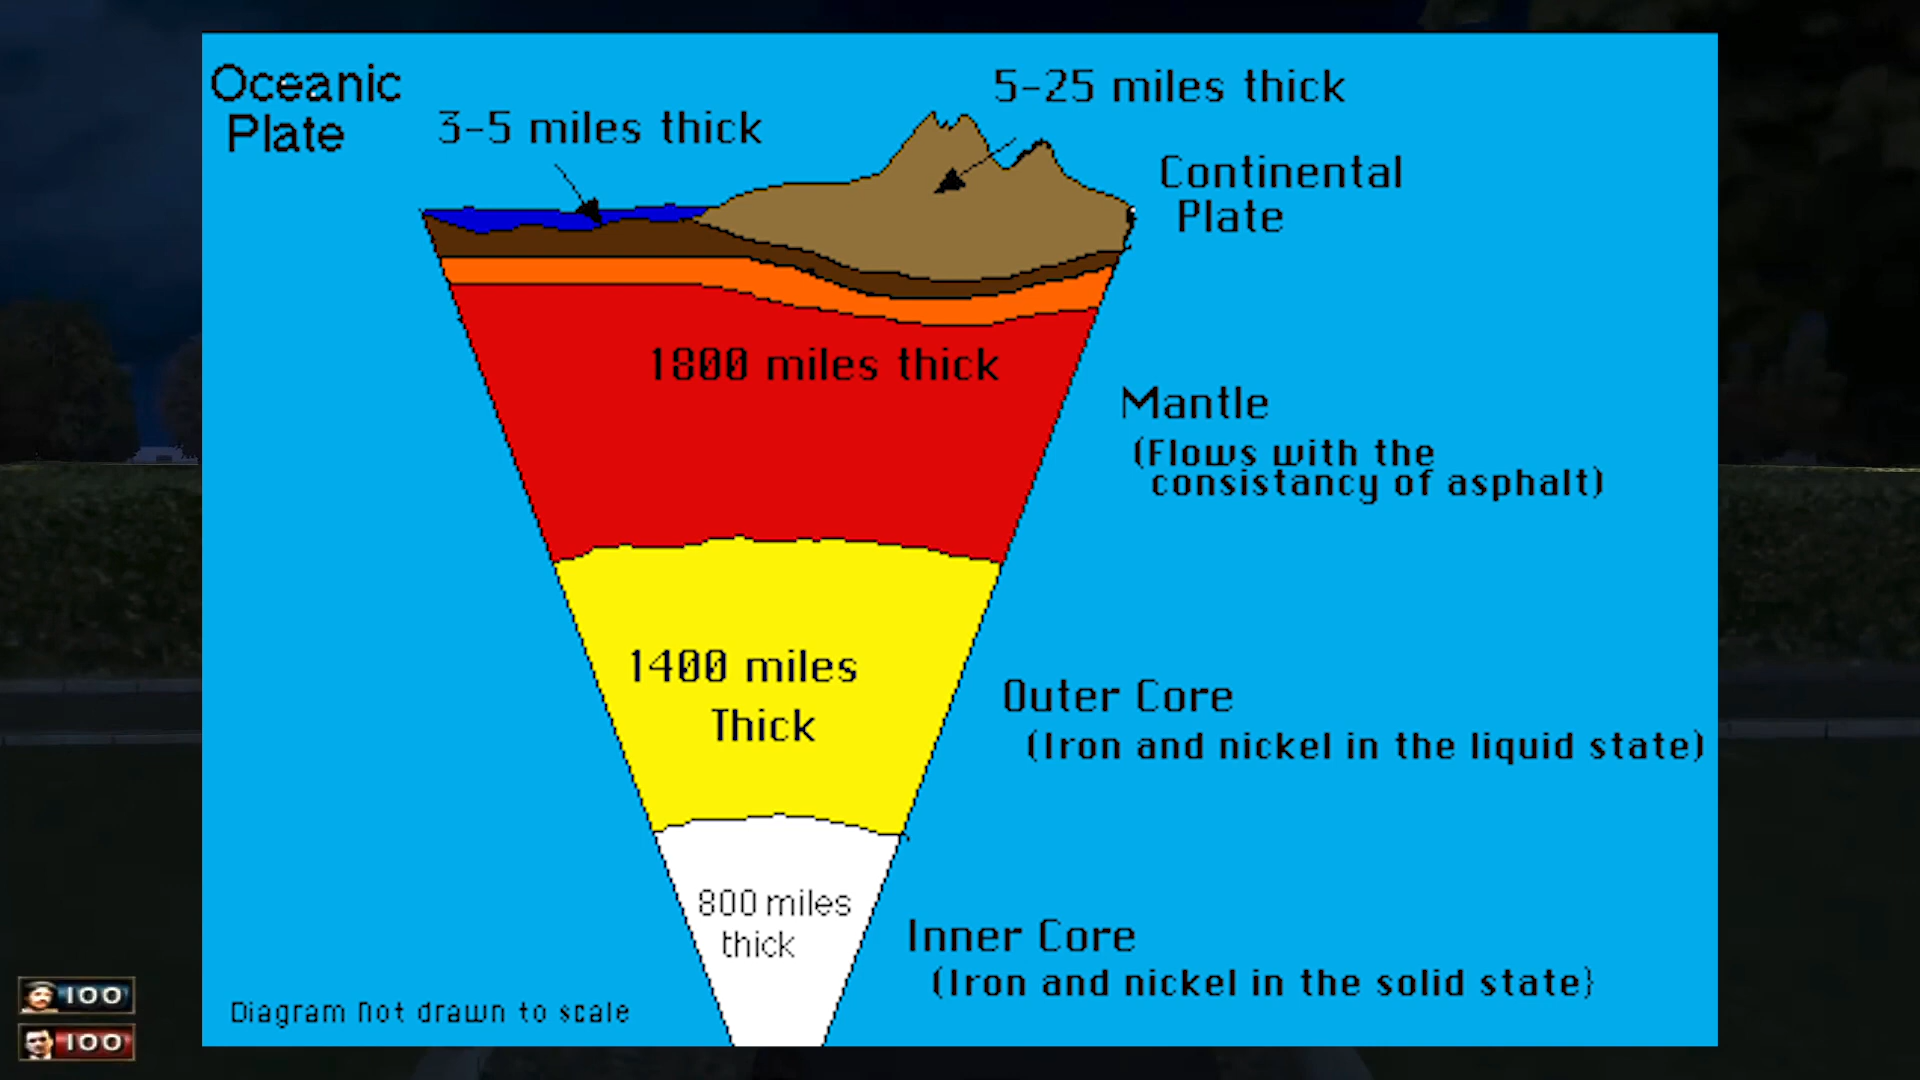 Oceanic
Plate
3-5 miles thick
5-25 miles thick
Continental
Plate
1800 miles thick
Mantle
(Flows with the
consistancy of asphalt)
1400 miles
Thick
Outer Core
(Iron and nickel in the liquid state)
800 miles
thick
Inner Core
(Iron and nickel in the solid state}
Diagram not drawn to scale
100
100